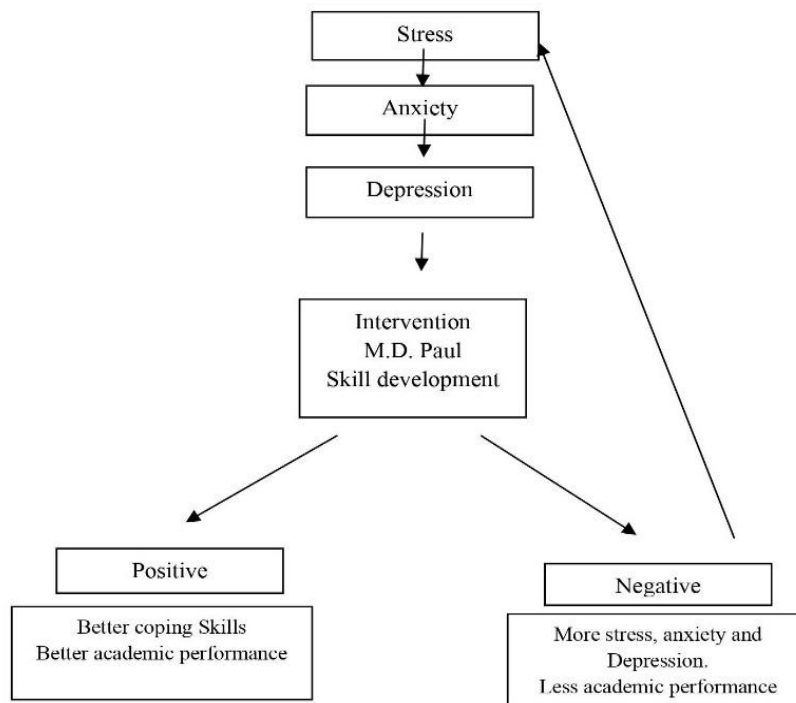 Stress
Anxiety
Depression
Intervention
M.D. Paul
Skill development
Positive
Better coping Skills
Better academic performance
Negative
More stress, anxiety and
Depression.
Less academic performance